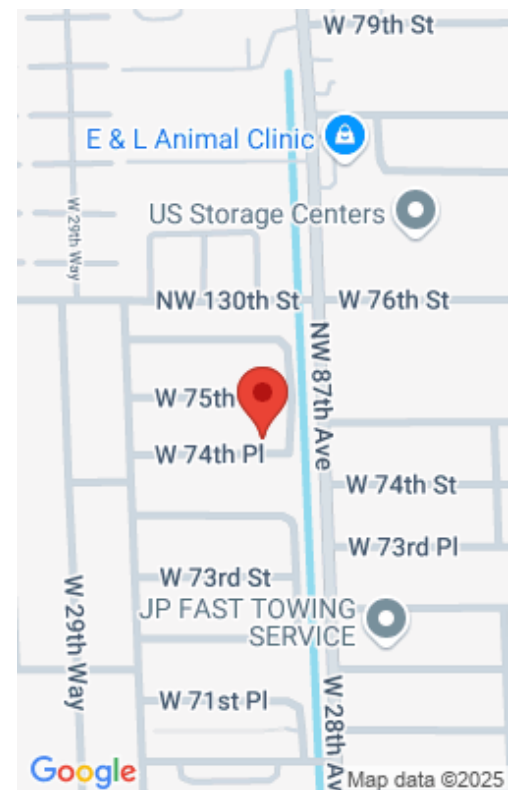 W 79th St
E & L Animal Clinic
US Storage Centers
W 29th Way
NW 130th St
W 76th St
NW 87th Ave
W 75th
W 74th Pl
W 74th St
W 73rd Pl
W 73rd St
JP FAST TOWING
SERVICE
W 29th Way
W 71st Pl
W 28th Av
Google
Map data ©2025